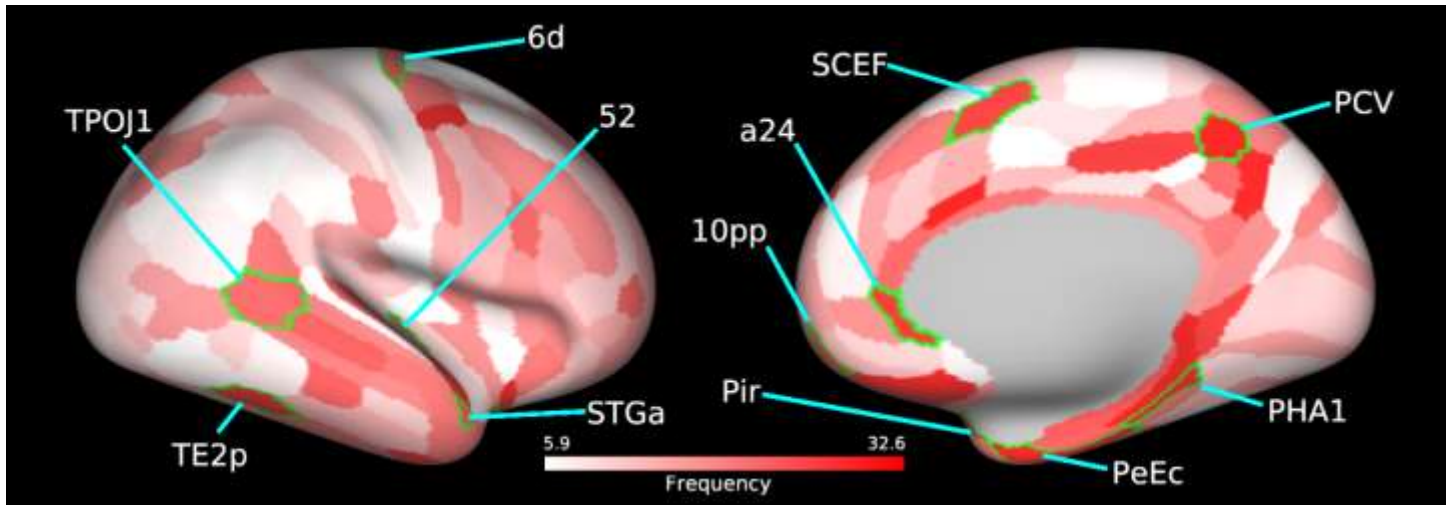 6d
TPOJ1
52
TE2p
STGa
SCEF
PCV
a24
10pp
Pir
PHA1
PeEc
5.9
32.6
Frequency